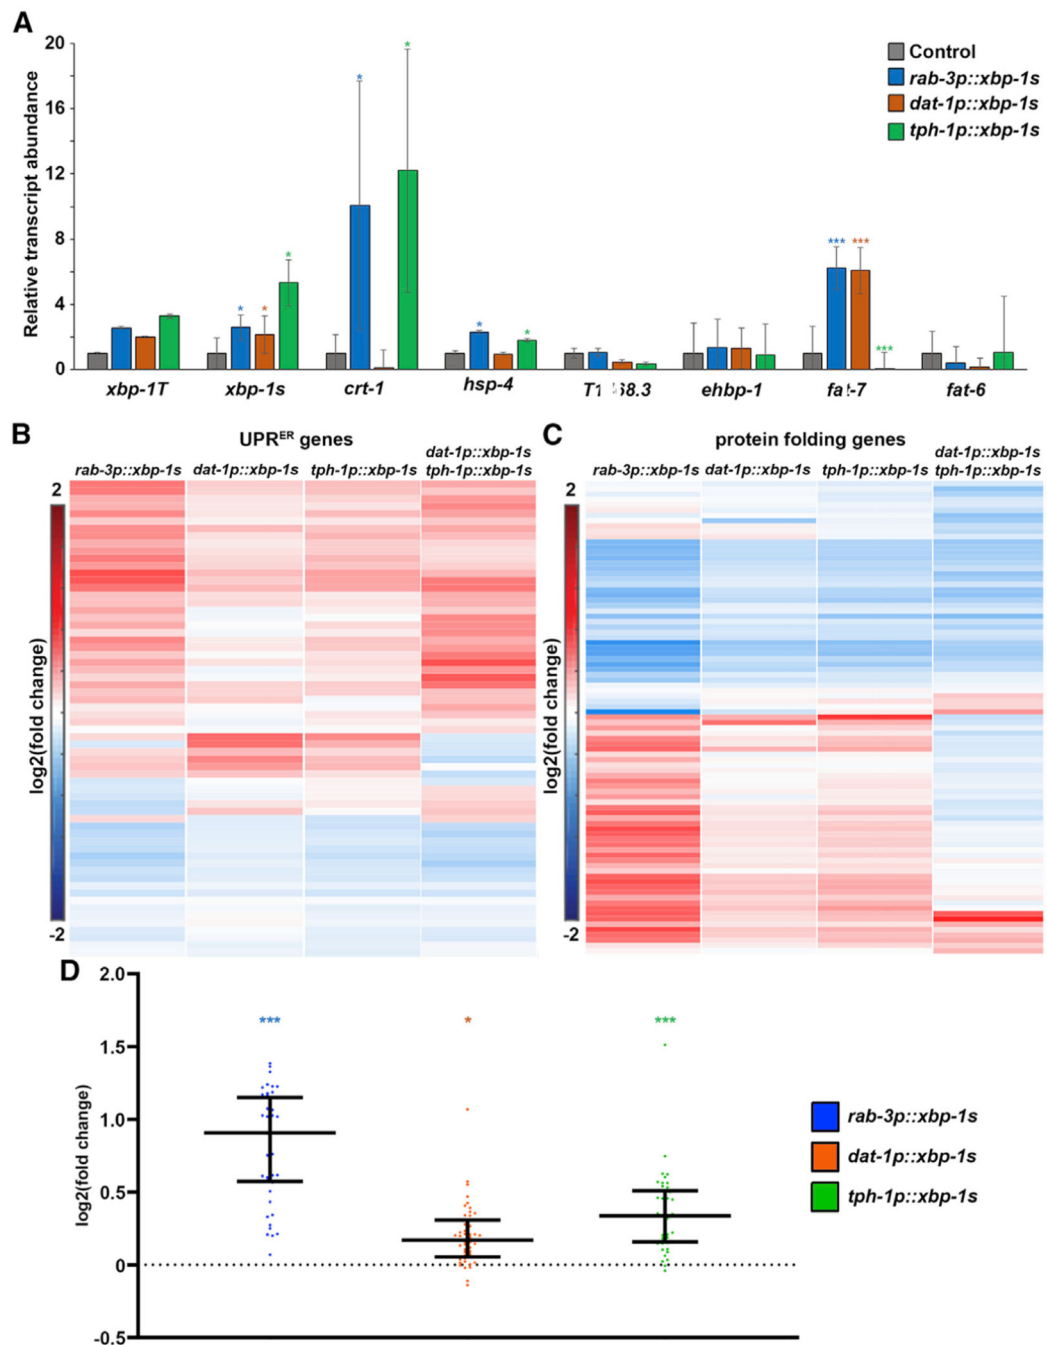 A
20
16
12
8
4
0
Relative transcript abundance
Control
rab-3p::xbp-1s
dat-1p::xbp-1s
tph-1p::xbp-1s
* * * * * * * *** *** ***
xbp-1T xbp-1s crt-1 hsp-4 ehbp-1 fat-6
B
UPRER genes
rab-3p::xbp-1s dat-1p::xbp-1s tph-1p::xbp-1s dat-1p::xbp-1s
tph-1p::xbp-1s
2
log2(fold change)
-2
C
protein folding genes
rab-3p::xbp-1s dat-1p::xbp-1s tph-1p::xbp-1s dat-1p::xbp-1s
tph-1p::xbp-1s
2
log2(fold change)
-2
D
2.0
1.5
1.0
0.5
0
-0.5
log2(fold change)
*** * ***
rab-3p::xbp-1s
dat-1p::xbp-1s
tph-1p::xbp-1s